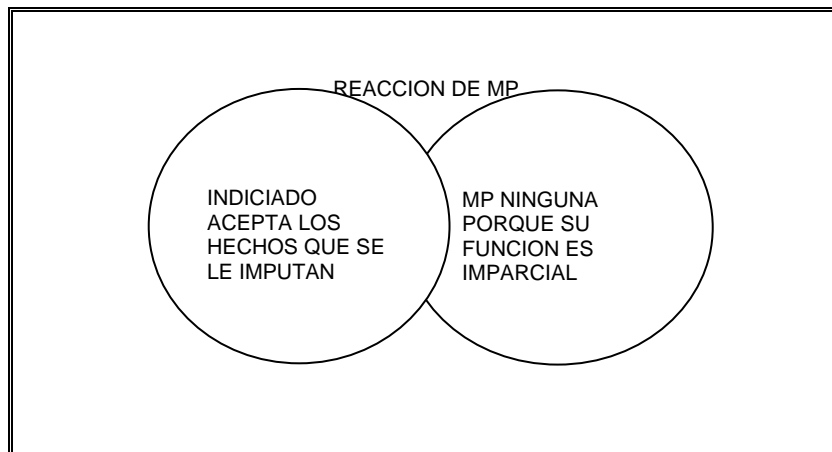 REACCION DE MP
INDICIADO
ACEPTA LOS
HECHOS QUE SE
LE IMPUTAN
MP NINGUNA
PORQUE SU
FUNCION ES
IMPARCIAL